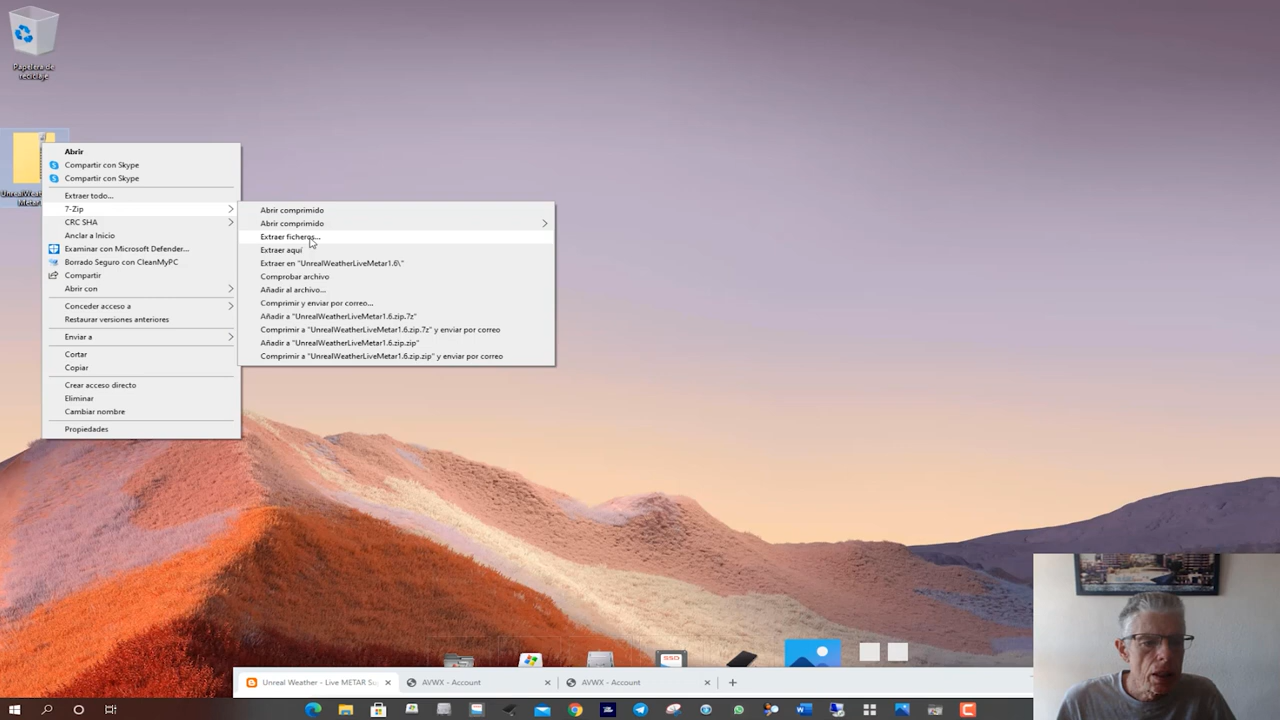 Papelera de
reciclaje
UnrealWeat
Metar
Abrir
Compartir con Skype
Compartir con Skype
Extraer todo...
7-Zip
CRC SHA
Anclar a Inicio
Examinar con Microsoft Defender...
Borrado Seguro con CleanMyPC
Compartir
Abrir con
Conceder acceso a
Restaurar versiones anteriores
Enviar a
Cortar
Copiar
Crear acceso directo
Eliminar
Cambiar nombre
Propiedades
Abrir comprimido
Abrir comprimido
Extraer ficheros...
Extraer aquí
Extraer en "UnrealWeatherLiveMetar1.6\"
Comprobar archivo
Añadir al archivo...
Comprimir y enviar por correo...
Añadir a "UnrealWeatherLiveMetar1.6.zip.7z"
Comprimir a "UnrealWeatherLiveMetar1.6.zip.7z" y enviar por correo
Añadir a "UnrealWeatherLiveMetar1.6.zip.zip"
Comprimir a "UnrealWeatherLiveMetar1.6.zip.zip" y enviar por correo
SSD
Unreal Weather - Live METAR Su
AVWX - Account
AVWX - Account